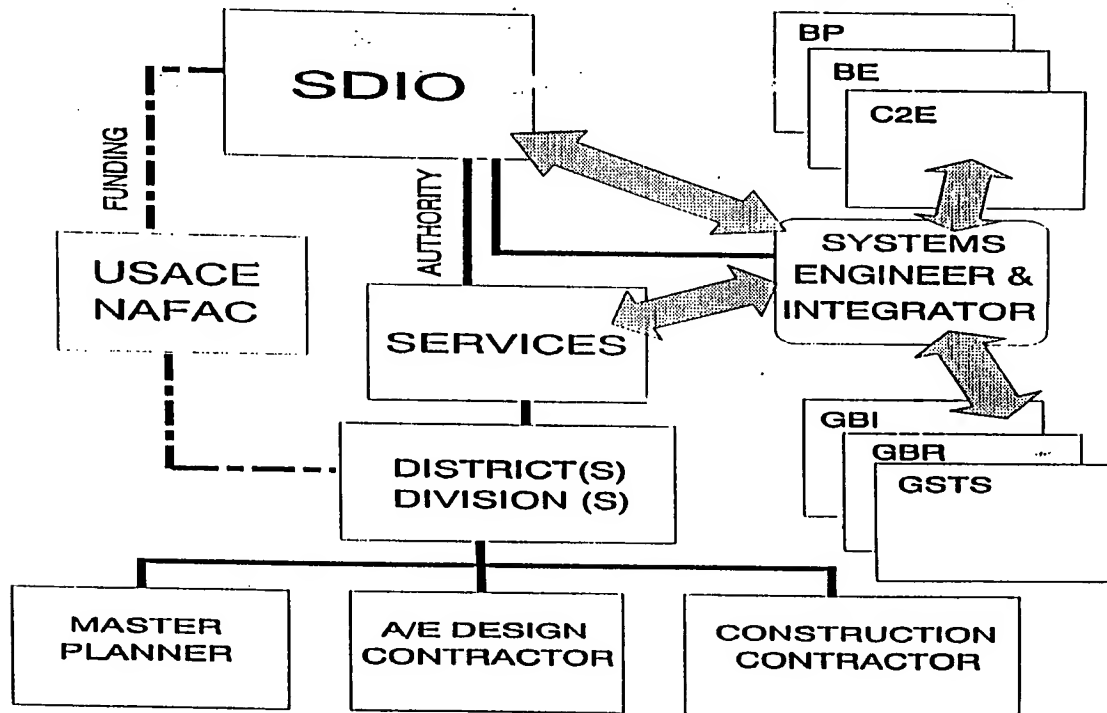 SDIO
BP
BE
C2E
FUNDING
AUTHORITY
USACE
NAFAC
SYSTEMS
ENGINEER &
INTEGRATOR
SERVICES
GBI
GBR
GSTS
DISTRICT(S)
DIVISION (S)
MASTER
PLANNER
A/E DESIGN
CONTRACTOR
CONSTRUCTION
CONTRACTOR